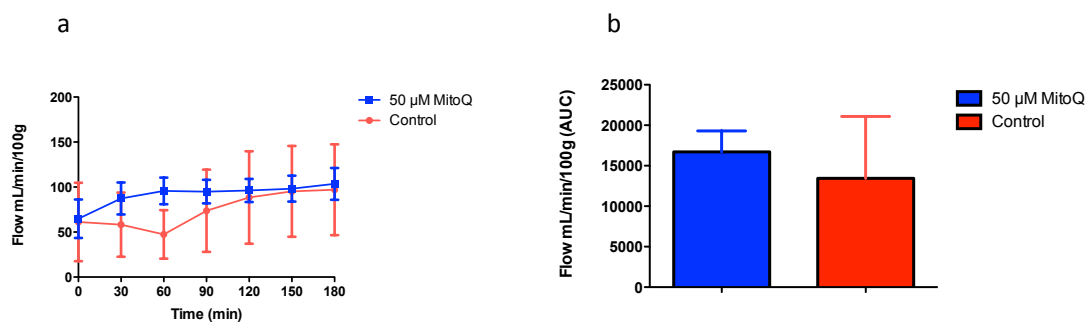 a
Flow mL/min/100g
200
150
100
50
0
0 30 60 90 120 150 180
Time (min)
50 µM MitoQ
Control
b
Flow mL/min/100g (AUC)
25000
20000
15000
10000
5000
0
50 µM MitoQ
Control